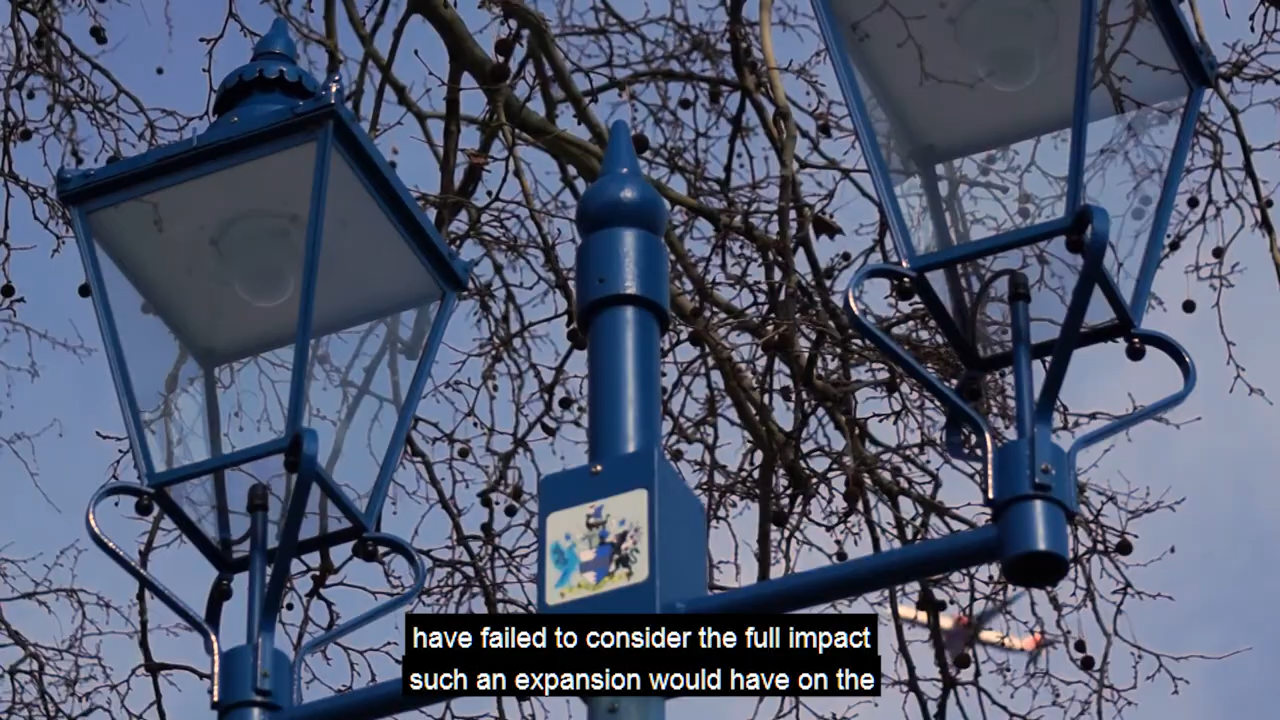 have failed to consider the full impact
such an expansion would have on the